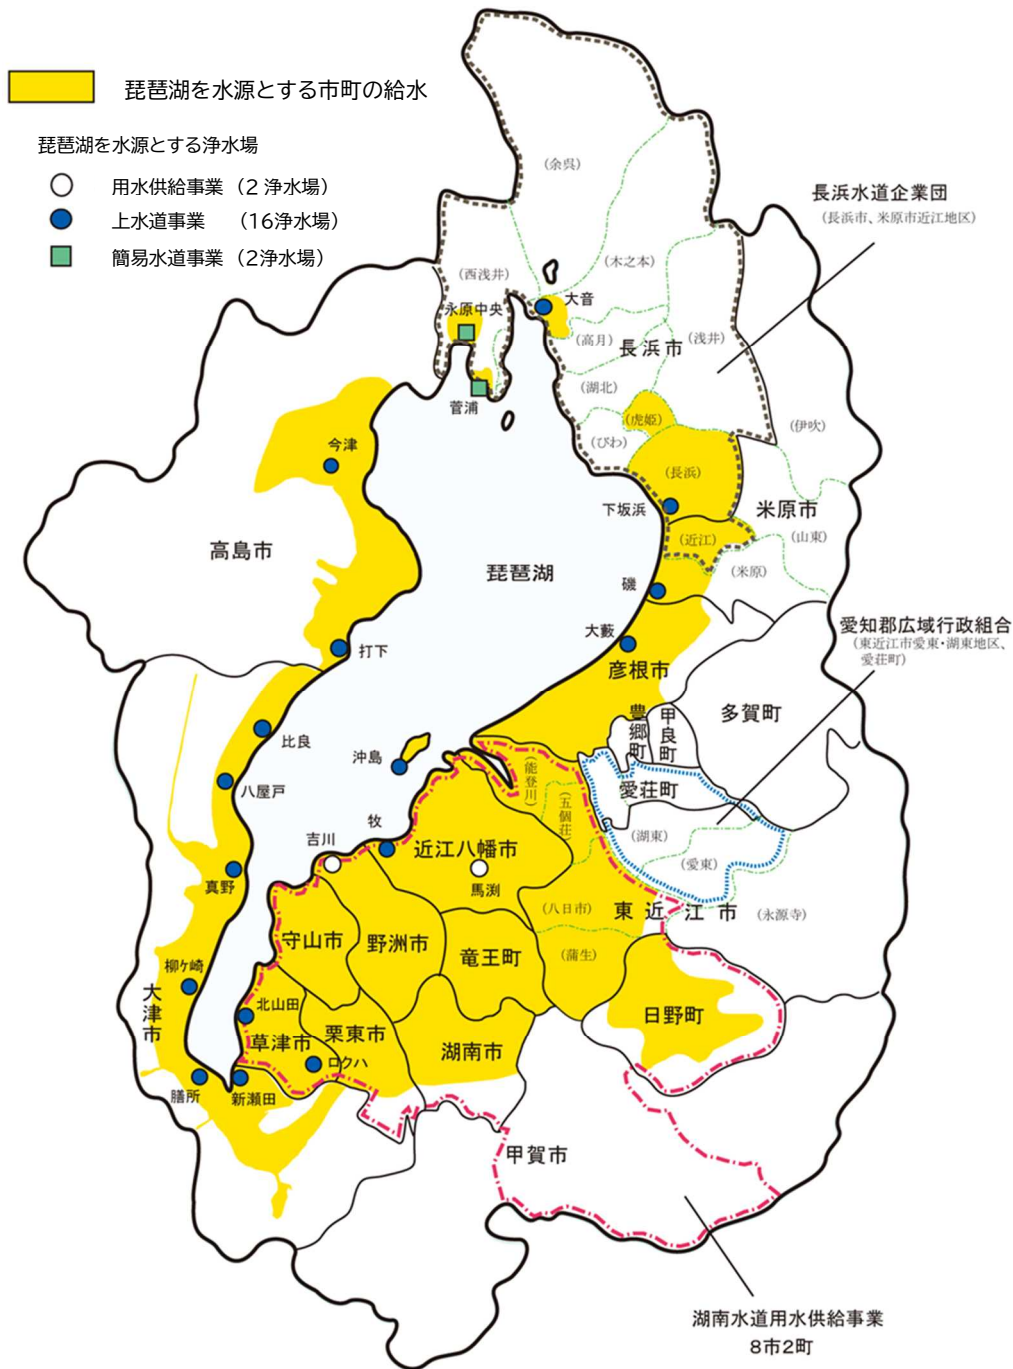 琵琶湖を水源とする市町の給水
琵琶湖を水源とする浄水場
用水供給事業（2 浄水場）
上水道事業 （16浄水場）
簡易水道事業（2浄水場）
（余呉）
長浜水道企業団
（長浜市、米原市近江地区）
（西浅井）
（木之本）
永原中央
大音
（高月）
長浜市
（浅井）
（湖北）
菅浦
（虎姫）
（伊吹）
（びわ）
今津
（長浜）
下坂浜
米原市
（山東）
（近江）
高島市
琵琶湖
（米原）
磯
大藪
愛知郡広域行政組合
（東近江市愛東・湖東地区、
愛荘町）
打下
彦根市
多賀町
豊郷町
甲良町
比良
沖島
（能登川）
八屋戸
愛荘町
（五個荘）
牧
吉川
近江八幡市
（湖東）
（愛東）
真野
馬渕
（八日市）
東近江市
（永源寺）
守山市
野洲市
竜王町
（蒲生）
柳ケ崎
大津市
北山田
日野町
草津市
栗東市
湖南市
ロクハ
膳所
新瀬田
甲賀市
湖南水道用水供給事業
8市2町